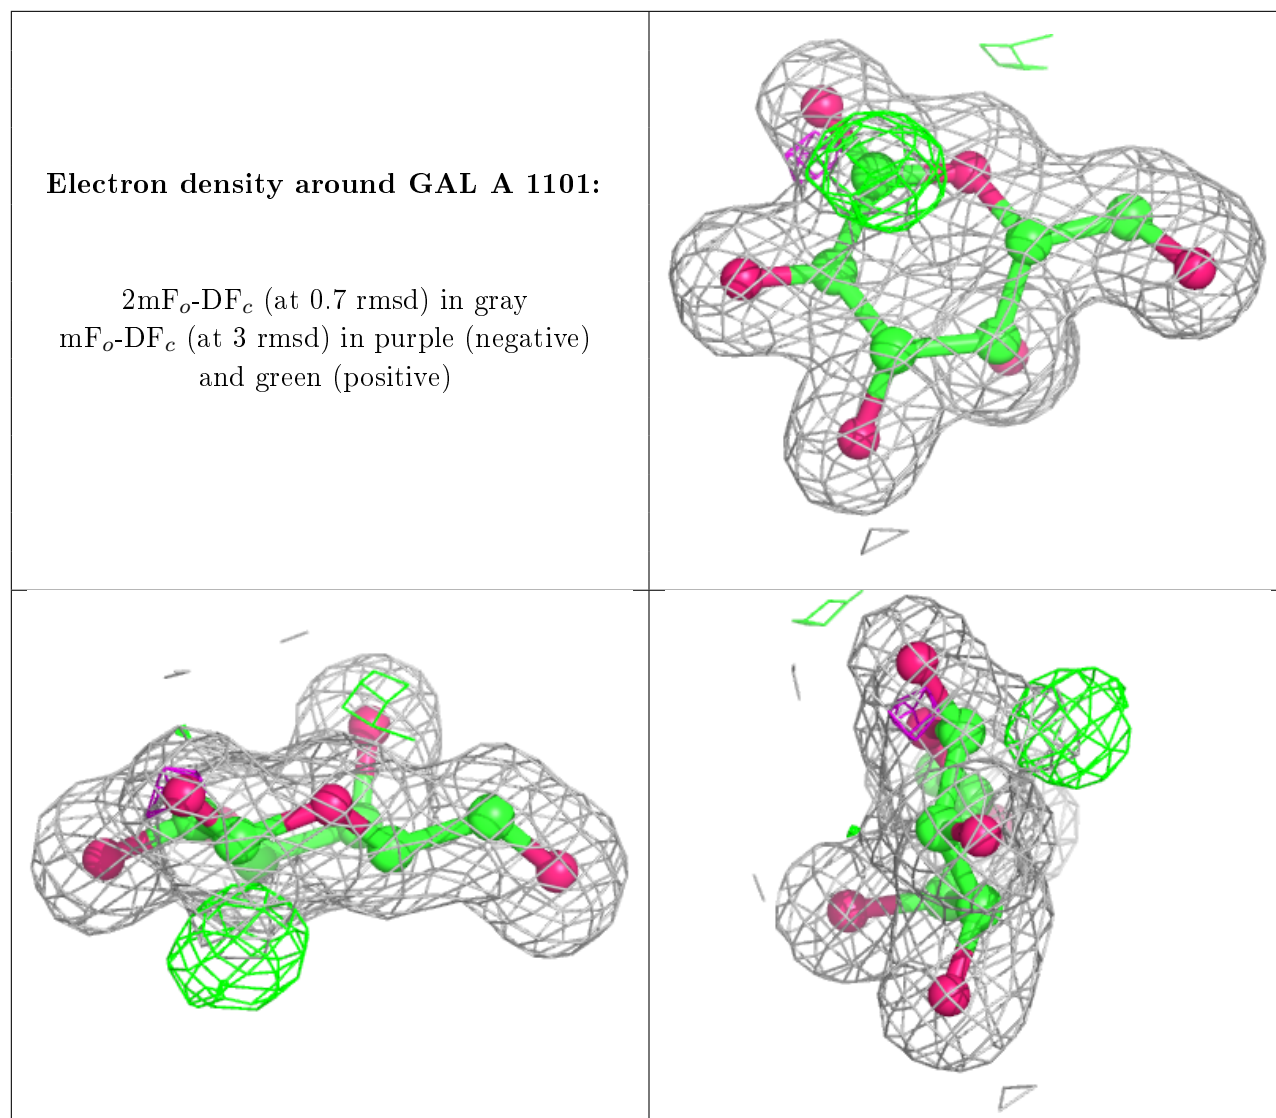 Electron density around GAL A 1101:
2mFₒ-DF𝒸 (at 0.7 rmsd) in gray
mFₒ-DF𝒸 (at 3 rmsd) in purple (negative)
and green (positive)